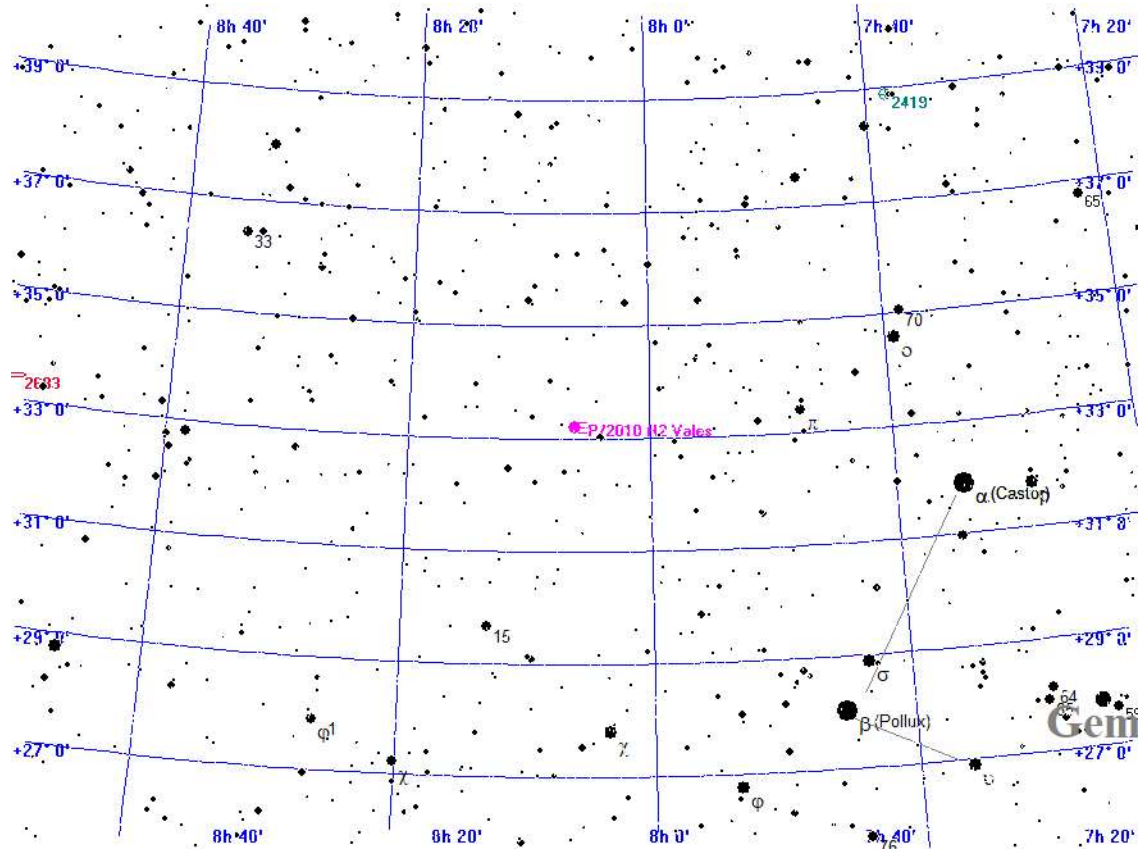 8h 40' 8h 20' 8h 0' 7h 40' 7h 20'
+39° 0' +39° 0'
2419
+37° 0' +37° 0'
65
33
+35° 0' +35° 0'
70
ο
2683
+33° 0' +33° 0'
P/2010 H2 Vales
π
α (Castor)
+31° 0' +31° 0'
15
+29° 0' +29° 0'
σ
64
65
59
Gem
β (Pollux)
φ1
χ
+27° 0' +27° 0'
χ
υ
φ
8h 40' 8h 20' 8h 0' 7h 40' 7h 20'
76